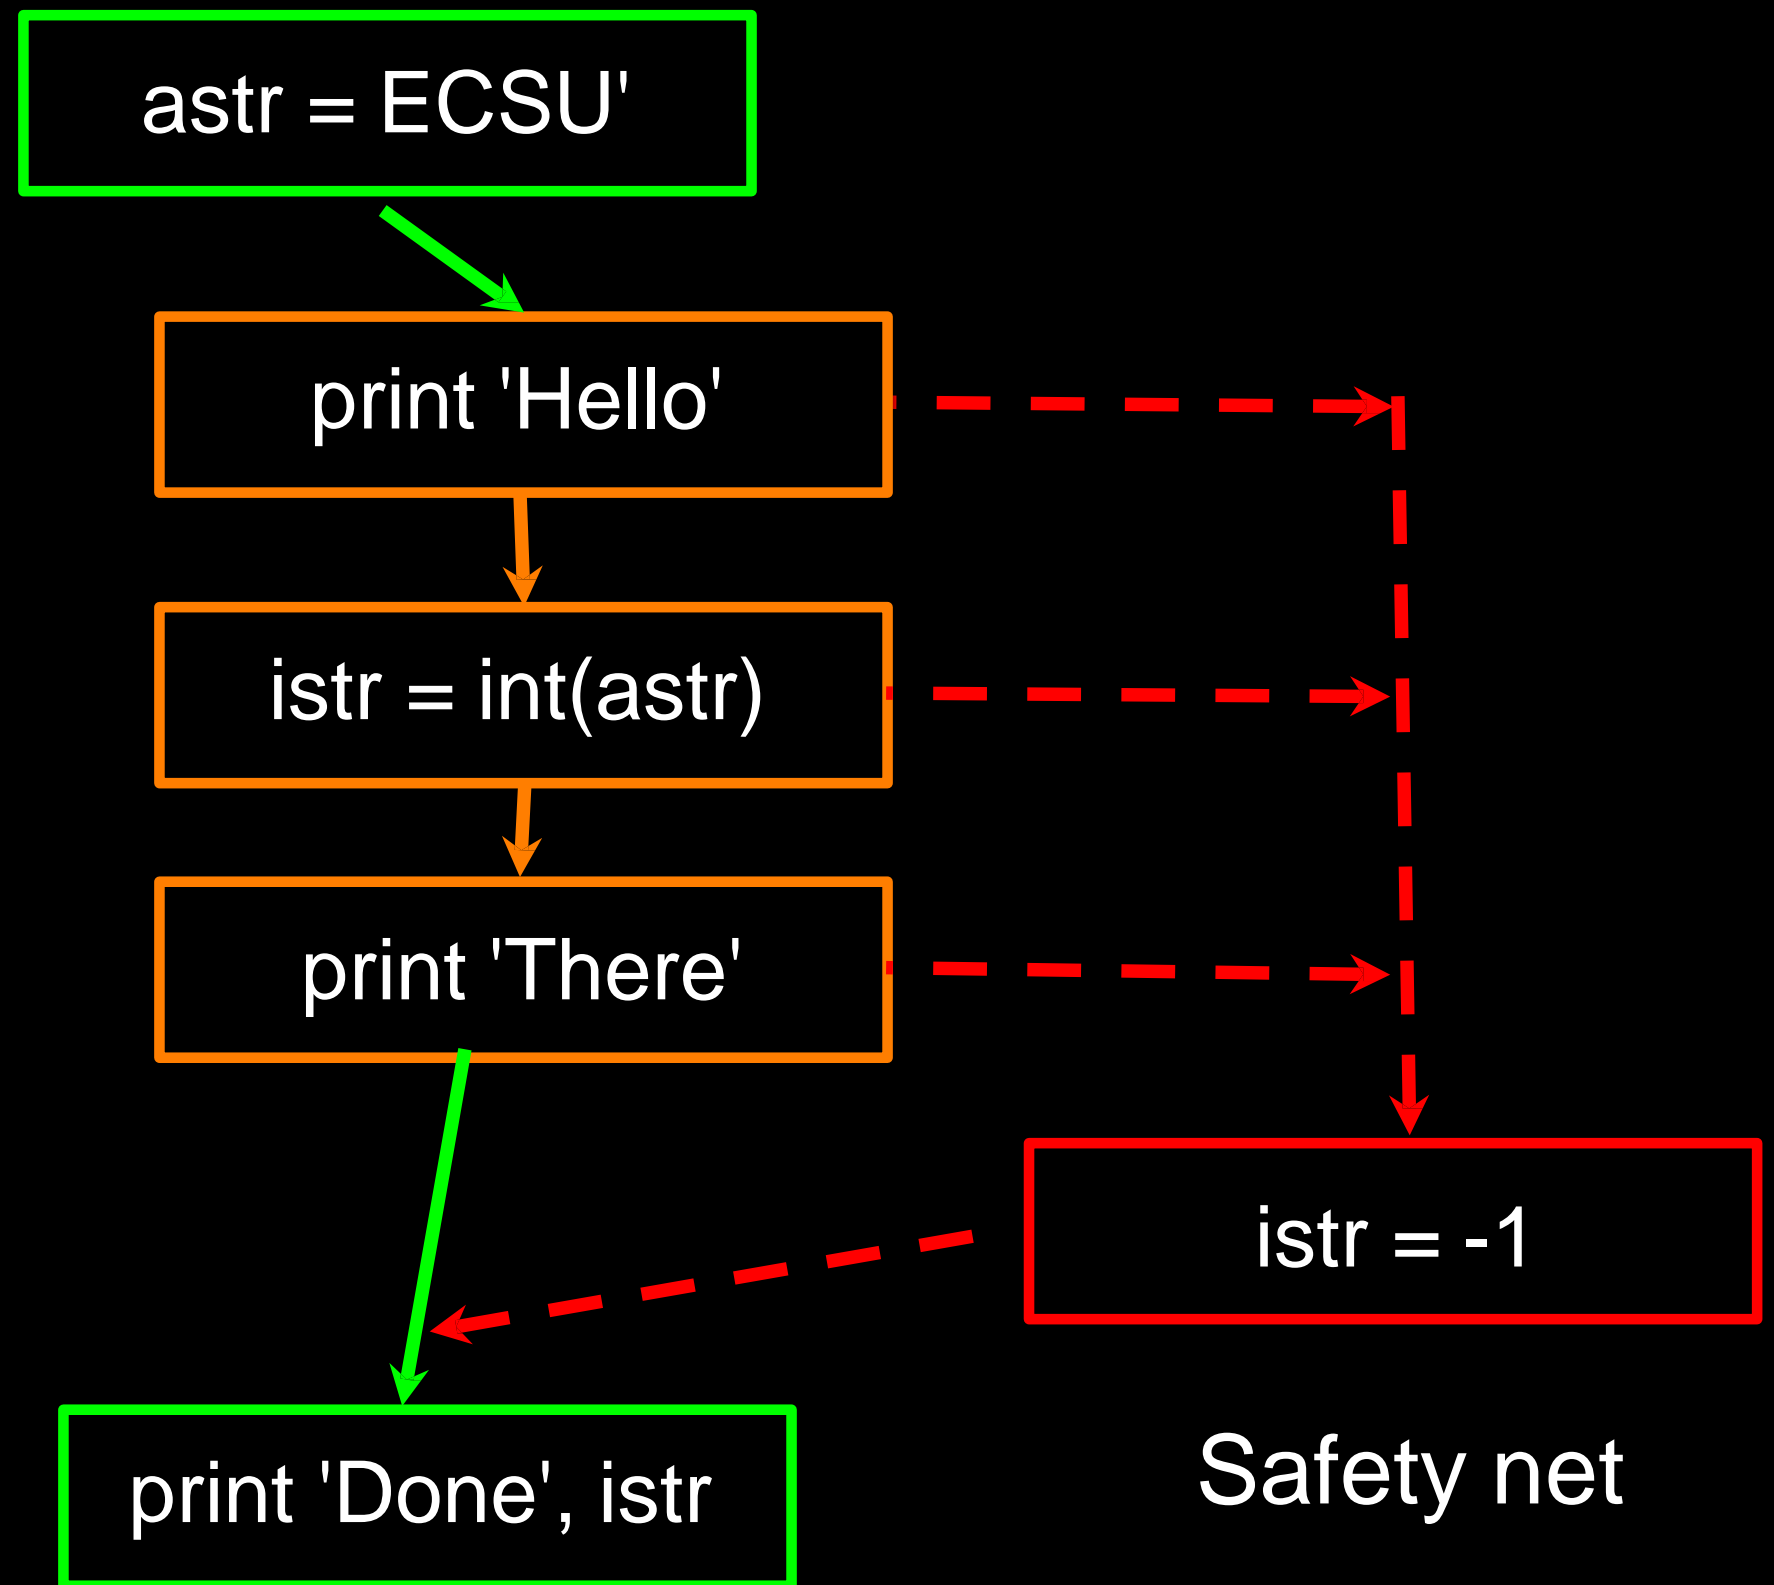 astr = ECSU'
print 'Hello'
istr = int(astr)
print 'There'
istr = -1
Safety net
print 'Done', istr